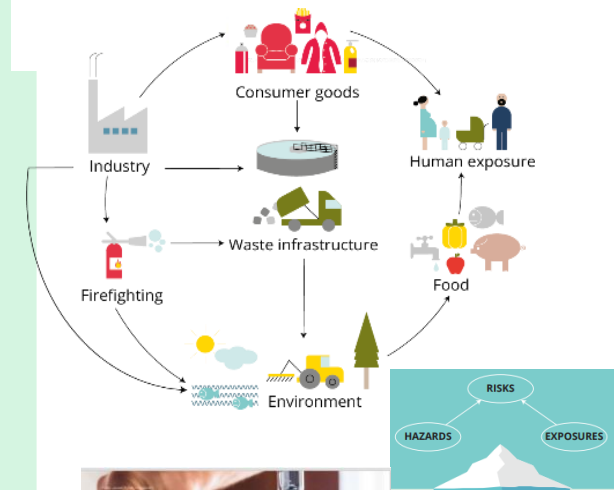 Consumer goods
Industry
Human exposure
Waste infrastructure
Firefighting
Food
Environment
RISKS
HAZARDS
EXPOSURES